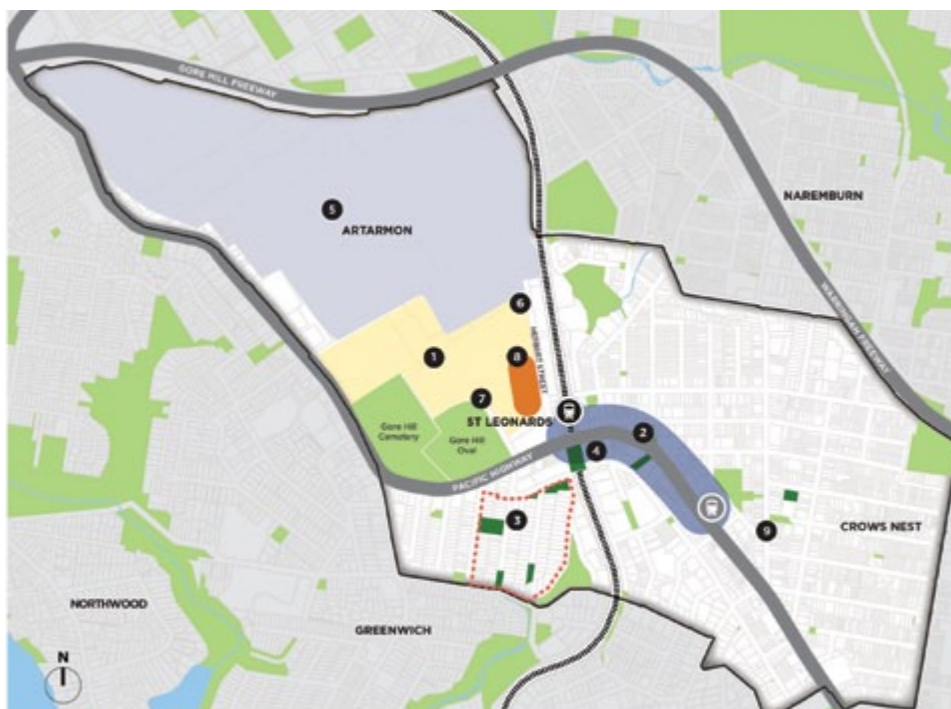 GORE HILL FREEWAY
NAREMBURN
5
ARTARMON
WARRINGAH FREEWAY
6
HERBERT STREET
1
8
7
ST LEONARDS
Gore Hill
Cemetery
Gore Hill
Oval
2
4
PACIFIC HIGHWAY
3
9
CROWS NEST
NORTHWOOD
GREENWICH
N